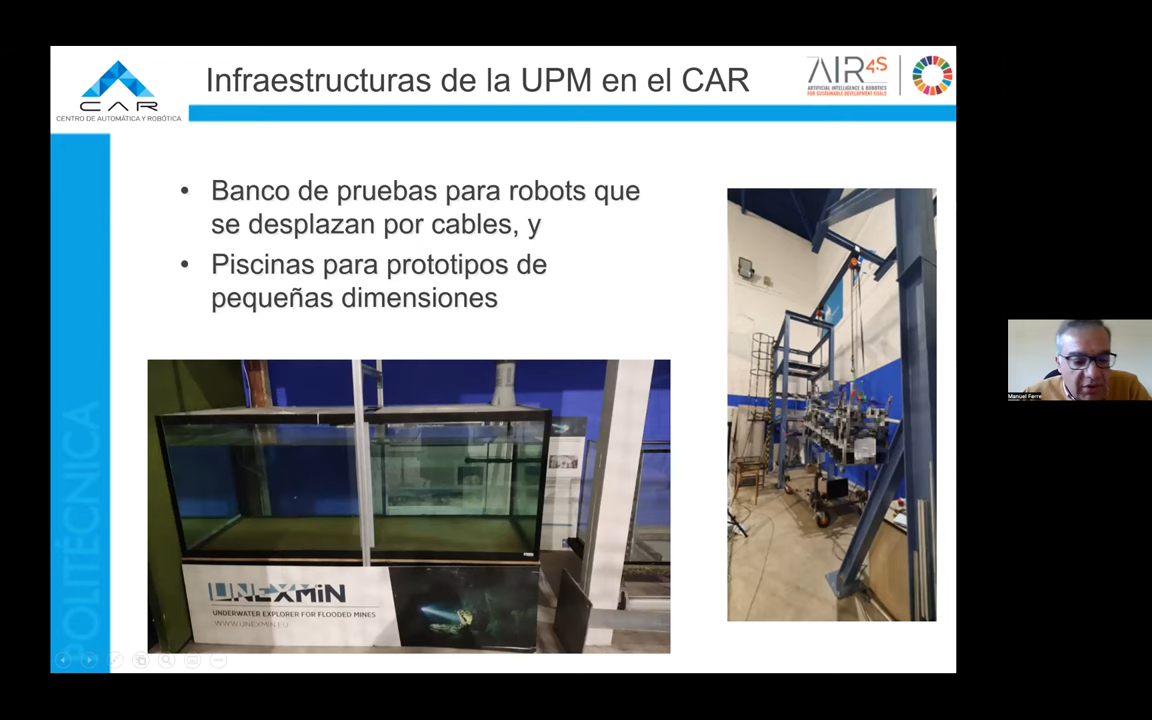 Infraestructuras de la UPM en el CAR
CAR
CENTRO DE AUTOMÁTICA Y ROBÓTICA
AIR4S
ARTIFICIAL INTELLIGENCE & ROBOTICS
FOR SUSTAINABLE DEVELOPMENT GOALS
• Banco de pruebas para robots que
se desplazan por cables, y
• Piscinas para prototipos de
pequeñas dimensiones
POLITÉCNICA
UNEXMiN
UNDERWATER EXPLORER FOR FLOODED MINES
WWW.UNEXMIN.EU
Manuel Ferre